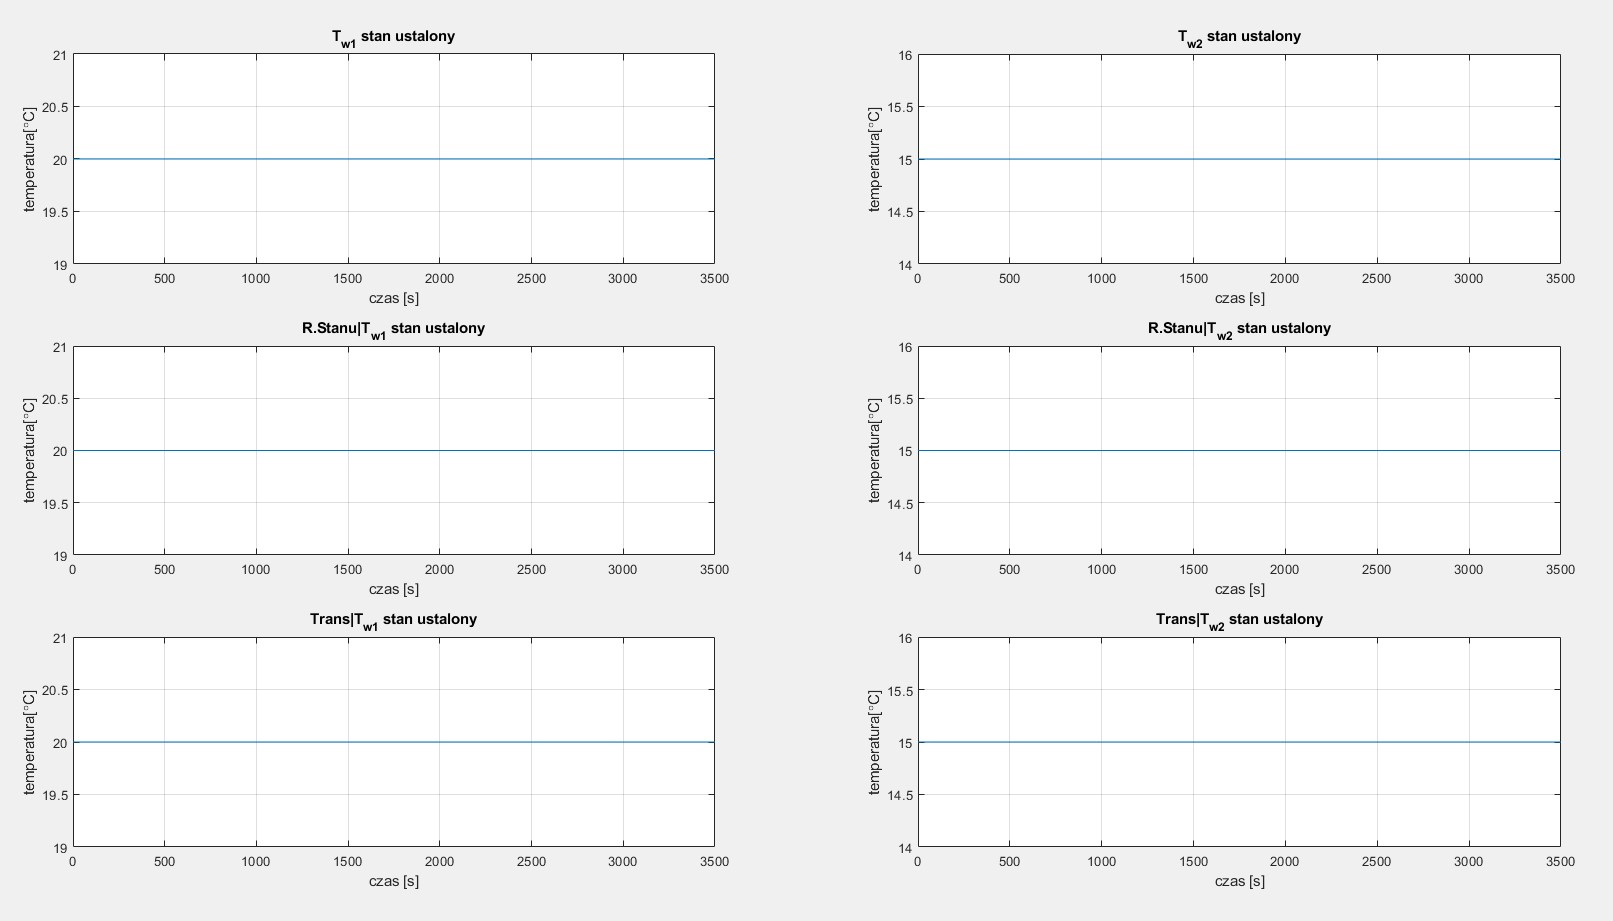 T_w1 stan ustalony
21
20.5
20
19.5
19
temperatura[°C]
0 500 1000 1500 2000 2500 3000 3500
czas [s]
T_w2 stan ustalony
16
15.5
15
14.5
14
temperatura[°C]
0 500 1000 1500 2000 2500 3000 3500
czas [s]
R.Stanu|T_w1 stan ustalony
21
20.5
20
19.5
19
temperatura[°C]
0 500 1000 1500 2000 2500 3000 3500
czas [s]
R.Stanu|T_w2 stan ustalony
16
15.5
15
14.5
14
temperatura[°C]
0 500 1000 1500 2000 2500 3000 3500
czas [s]
Trans|T_w1 stan ustalony
21
20.5
20
19.5
19
temperatura[°C]
0 500 1000 1500 2000 2500 3000 3500
czas [s]
Trans|T_w2 stan ustalony
16
15.5
15
14.5
14
temperatura[°C]
0 500 1000 1500 2000 2500 3000 3500
czas [s]